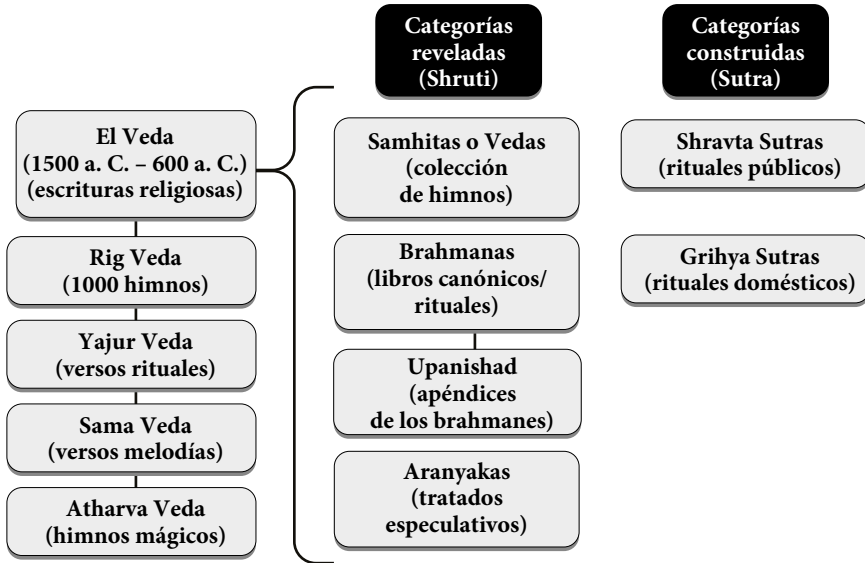 Categorías
reveladas
(Shruti)
Categorías
construidas
(Sutra)
El Veda
(1500 a. C. – 600 a. C.)
(escrituras religiosas)
Rig Veda
(1000 himnos)
Yajur Veda
(versos rituales)
Sama Veda
(versos melodías)
Atharva Veda
(himnos mágicos)
Samhitas o Vedas
(colección
de himnos)
Brahmanas
(libros canónicos/
rituales)
Upanishad
(apéndices
de los brahmanes)
Aranyakas
(tratados
especulativos)
Shravta Sutras
(rituales públicos)
Grihya Sutras
(rituales domésticos)